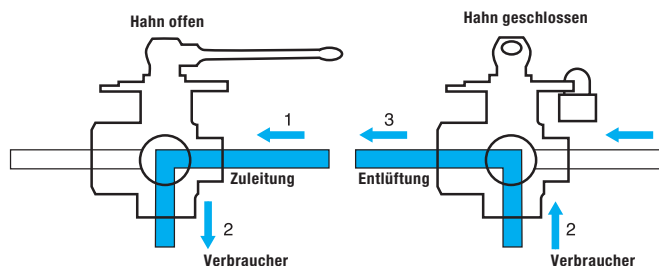 Hahn offen
Hahn geschlossen
1
3
Zuleitung
Entlüftung
2
2
Verbraucher
Verbraucher